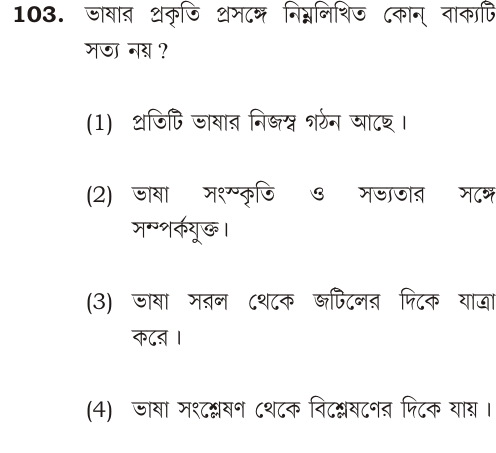 103. ভাষার প্রকৃতি প্রসঙ্গে নিম্নলিখিত কোন্ বাক্যটি
সত্য নয় ?
(1) প্রতিটি ভাষার নিজস্ব গঠন আছে।
(2) ভাষা সংস্কৃতি ও সভ্যতার সঙ্গে
সম্পর্কযুক্ত।
(3) ভাষা সরল থেকে জটিলের দিকে যাত্রা
করে ।
(4) ভাষা সংশ্লেষণ থেকে বিশ্লেষণের দিকে যায় ।